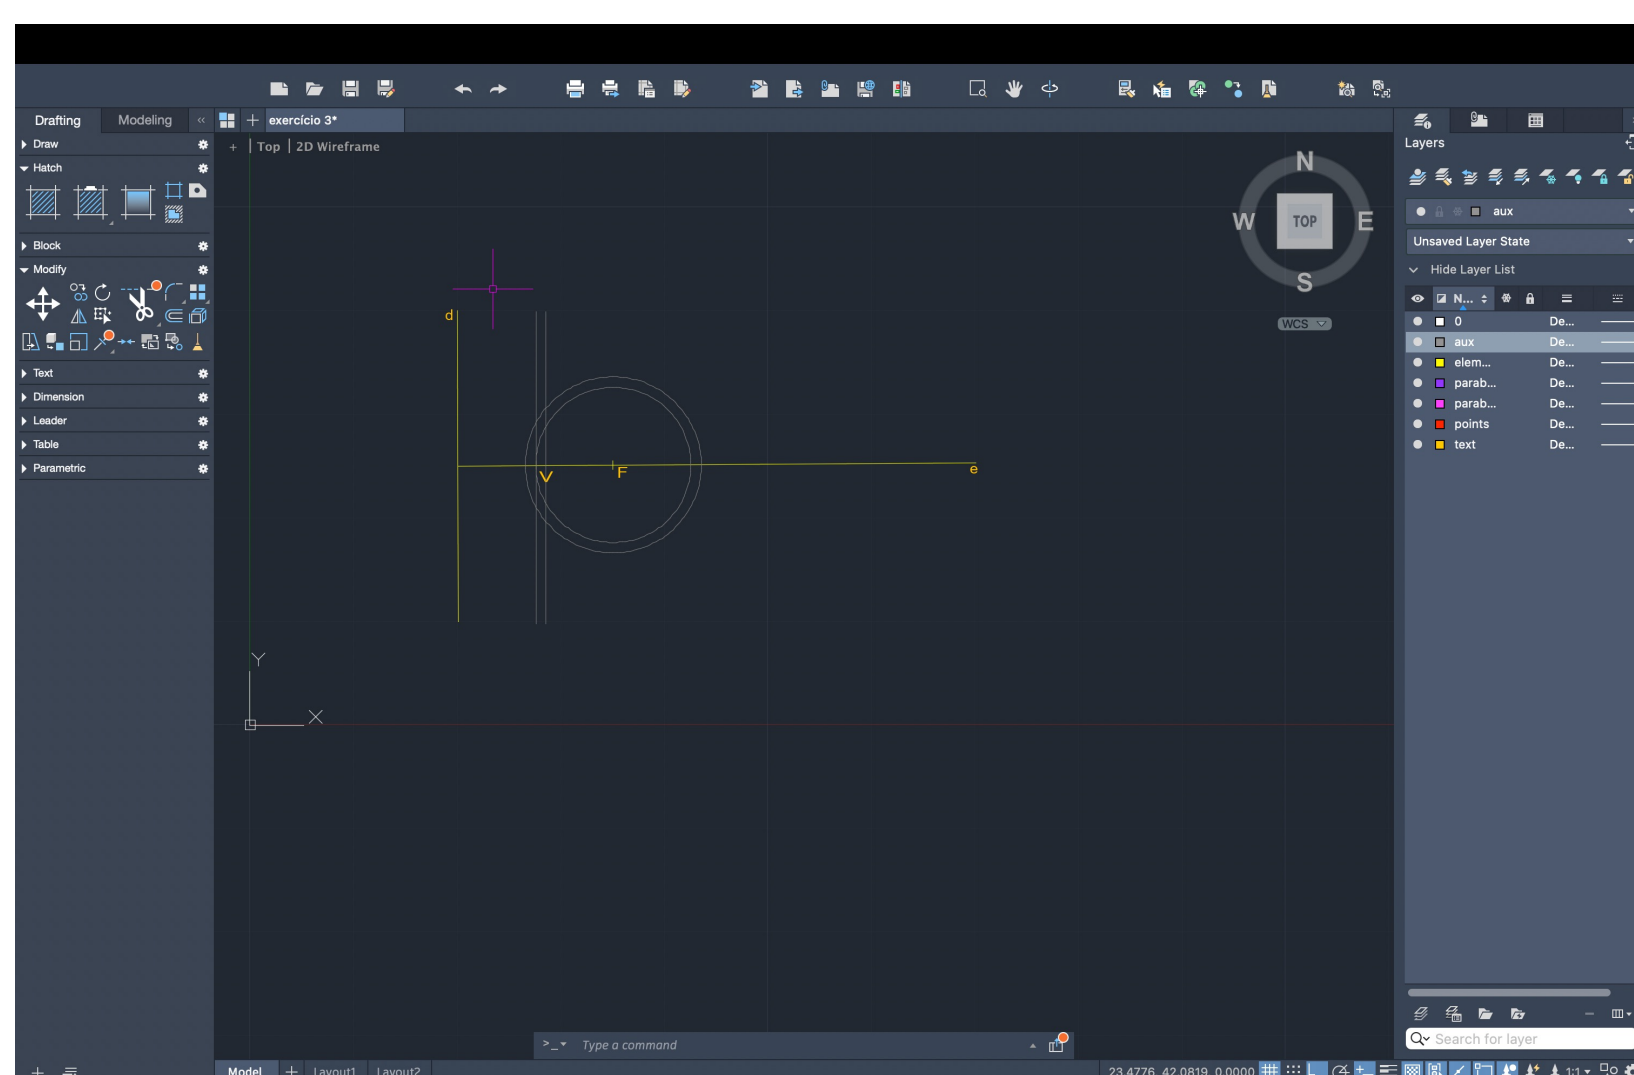 Drafting Modeling « + exercício 3*
Layers
Draw
+ | Top | 2D Wireframe
Hatch
N
W TOP E
S
WCS
aux
Block
Unsaved Layer State
Modify
Hide Layer List
N...
0 De...
aux De...
elem... De...
parab... De...
parab... De...
points De...
text De...
d
V
F
e
Text
Dimension
Leader
Table
Parametric
Y
X
>_ Type a command
Search for layer
Model + Layout1 Layout2
23.4776, 42.0819, 0.0000
1:1